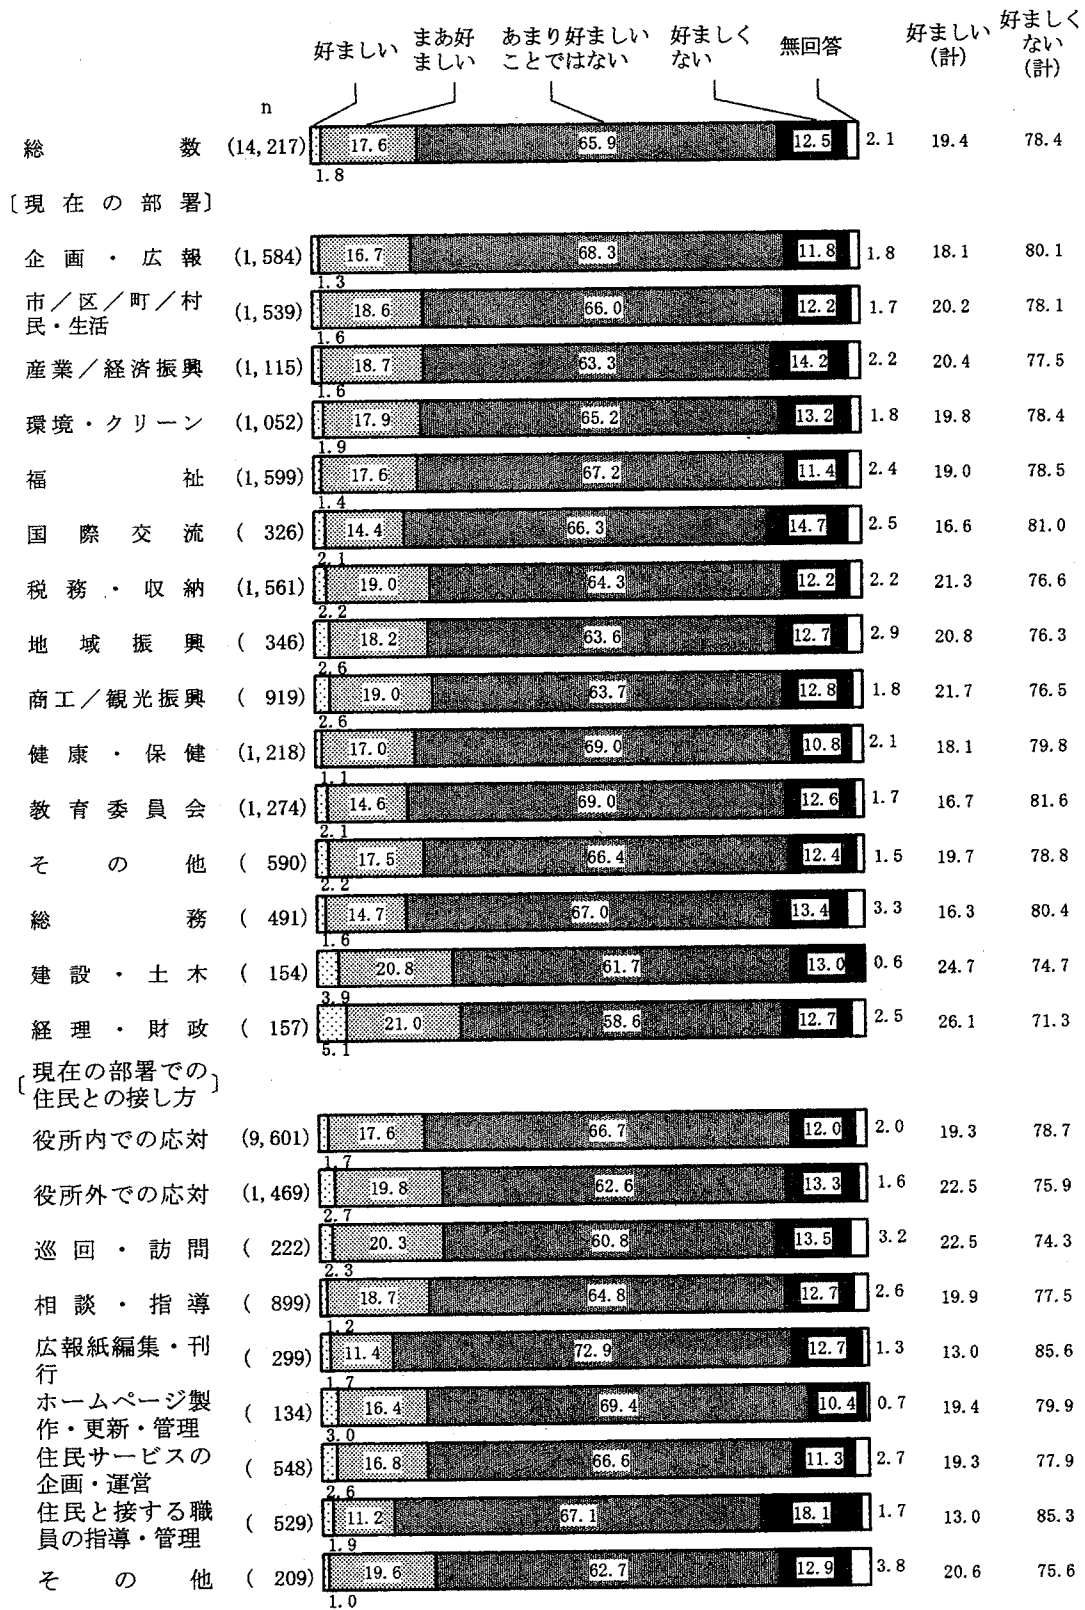 好ましい まあ好ましい あまり好ましいことではない 好ましくない 無回答 好ましい(計) 好ましくない(計)
n
総数 (14,217) 1.8 17.6 65.9 12.5 2.1 19.4 78.4
〔現在の部署〕
企画・広報 (1,584) 1.3 16.7 68.3 11.8 1.8 18.1 80.1
市/区/町/村民・生活 (1,539) 1.6 18.6 66.0 12.2 1.7 20.2 78.1
産業/経済振興 (1,115) 1.6 18.7 63.3 14.2 2.2 20.4 77.5
環境・クリーン (1,052) 1.9 17.9 65.2 13.2 1.8 19.8 78.4
福祉 (1,599) 1.4 17.6 67.2 11.4 2.4 19.0 78.5
国際交流 ( 326) 2.1 14.4 66.3 14.7 2.5 16.6 81.0
税務・収納 (1,561) 2.2 19.0 64.3 12.2 2.2 21.3 76.6
地域振興 ( 346) 2.6 18.2 63.6 12.7 2.9 20.8 76.3
商工/観光振興 ( 919) 2.6 19.0 63.7 12.8 1.8 21.7 76.5
健康・保健 (1,218) 1.1 17.0 69.0 10.8 2.1 18.1 79.8
教育委員会 (1,274) 2.1 14.6 69.0 12.6 1.7 16.7 81.6
その他 ( 590) 2.2 17.5 66.4 12.4 1.5 19.7 78.8
総務 ( 491) 1.6 14.7 67.0 13.4 3.3 16.3 80.4
建設・土木 ( 154) 3.9 20.8 61.7 13.0 0.6 24.7 74.7
経理・財政 ( 157) 5.1 21.0 58.6 12.7 2.5 26.1 71.3
〔現在の部署での住民との接し方〕
役所内での応対 (9,601) 1.7 17.6 66.7 12.0 2.0 19.3 78.7
役所外での応対 (1,469) 2.7 19.8 62.6 13.3 1.6 22.5 75.9
巡回・訪問 ( 222) 2.3 20.3 60.8 13.5 3.2 22.5 74.3
相談・指導 ( 899) 1.2 18.7 64.8 12.7 2.6 19.9 77.5
広報紙編集・刊行 ( 299) 1.7 11.4 72.9 12.7 1.3 13.0 85.6
ホームページ製作・更新・管理 ( 134) 3.0 16.4 69.4 10.4 0.7 19.4 79.9
住民サービスの企画・運営 ( 548) 2.6 16.8 66.6 11.3 2.7 19.3 77.9
住民と接する職員の指導・管理 ( 529) 1.9 11.2 67.1 18.1 1.7 13.0 85.3
その他 ( 209) 1.0 19.6 62.7 12.9 3.8 20.6 75.6